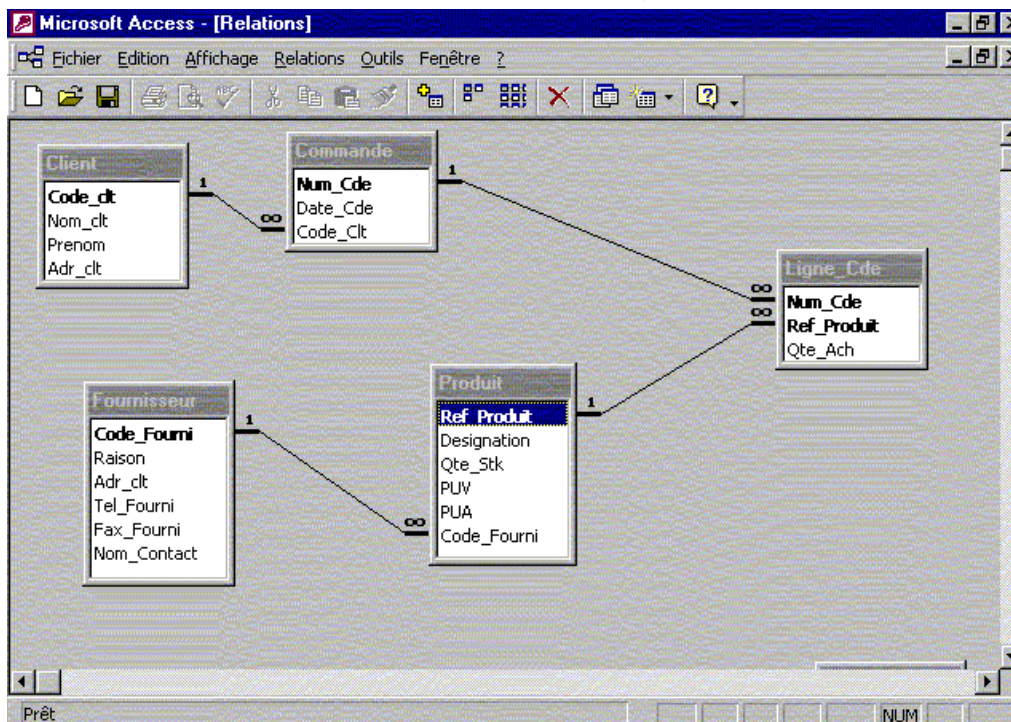 Microsoft Access - [Relations]
Fichier Edition Affichage Relations Outils Fenêtre ?
Client
Code_clt
Nom_clt
Prenom
Adr_clt
1
∞
Commande
Num_Cde
Date_Cde
Code_Clt
1
∞
∞
Ligne_Cde
Num_Cde
Ref_Produit
Qte_Ach
Fournisseur
Code_Fourni
Raison
Adr_clt
Tel_Fourni
Fax_Fourni
Nom_Contact
1
∞
Produit
Ref_Produit
Designation
Qte_Stk
PUV
PUA
Code_Fourni
1
Prêt
NUM